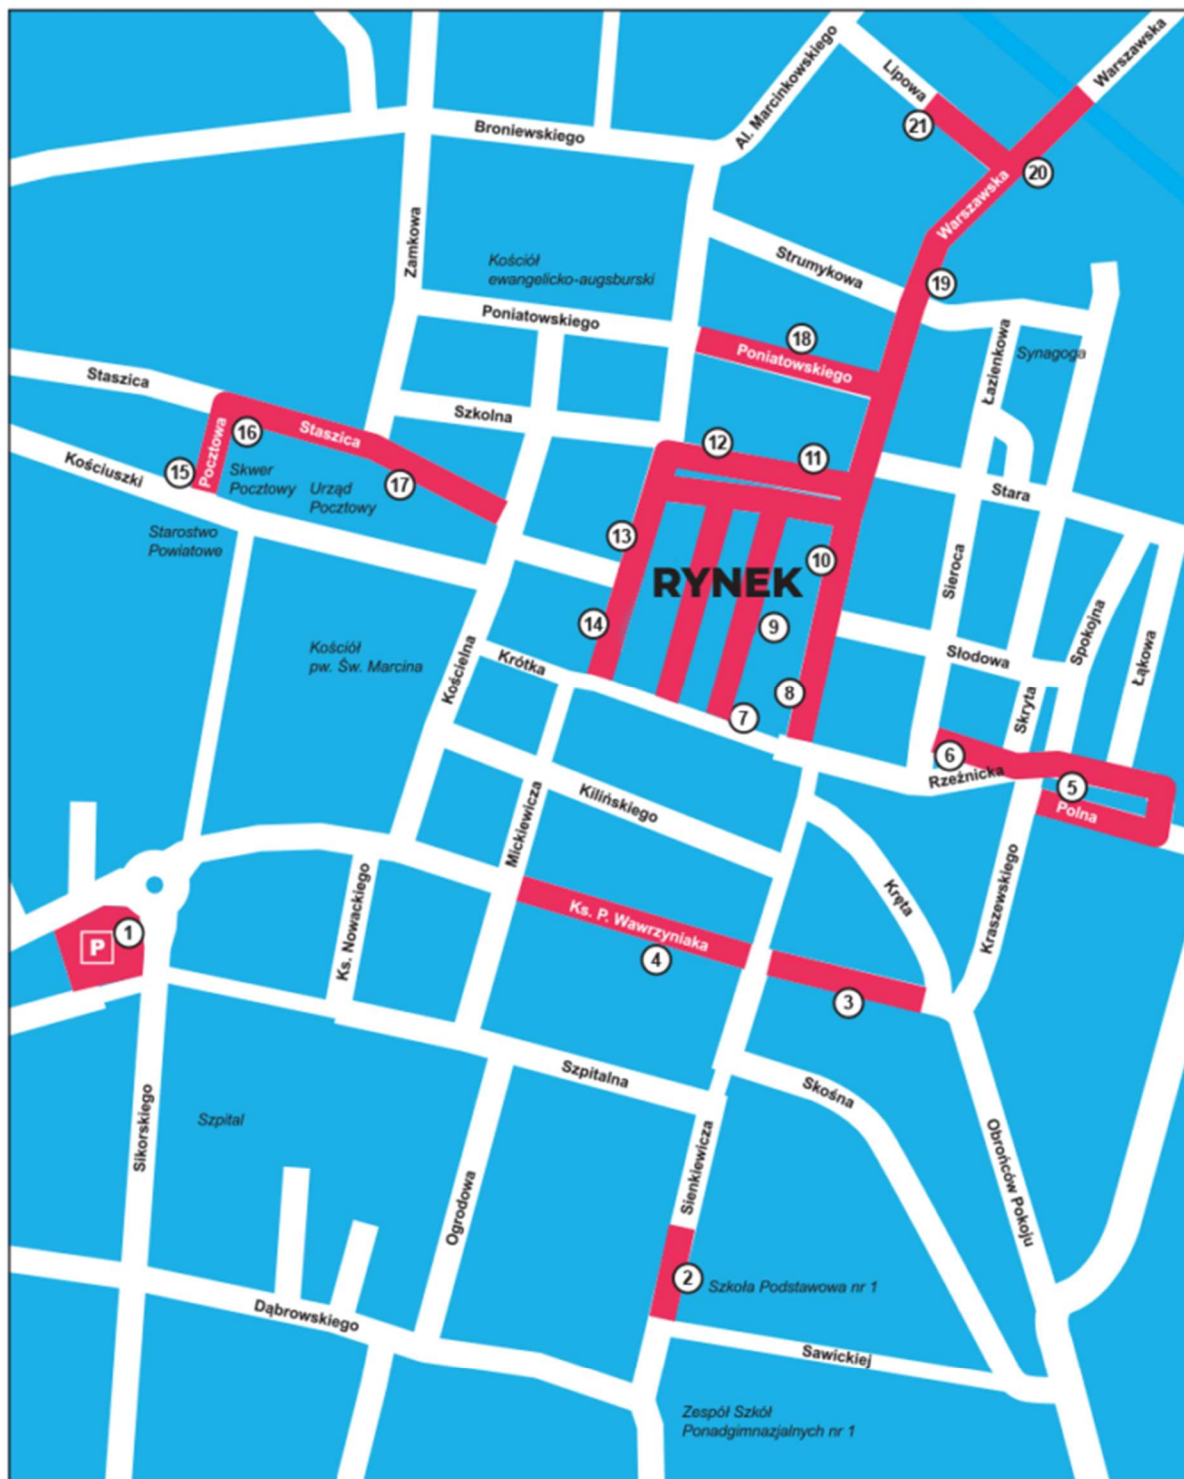 Warszawska
Lipowa
Al. Marcinkowskiego
21
Broniewskiego
20
Warszawska
Zamkowa
Strumykowa
Kościół
ewangelicko-augsburski
19
Poniatowskiego
18
Poniatowskiego
Łazienkowa
Synagoga
Staszica
Szkolna
16
Pocztowa
Staszica
12
11
15
Kościuszki
Skwer
Pocztowy
17
Urząd
Pocztowy
Stara
Starostwo
Powiatowe
13
10
RYNEK
Sieroca
14
9
Spokojna
Łąkowa
Kościół
pw. Św. Marcina
Kościelna
Krótka
Słodowa
8
7
Skryta
6
Rzeźnicka
5
Polna
Mickiewicza
Kilińskiego
Ks. Nowackiego
Kręta
Kraszewskiego
1
P
Ks. P. Wawrzyniaka
4
3
Szpitalna
Skośna
Sikorskiego
Szpital
Sienkiewicza
Obrońców Pokoju
Ogrodowa
2
Szkoła Podstawowa nr 1
Dąbrowskiego
Sawickiej
Zespół Szkół
Ponadgimnazjalnych nr 1